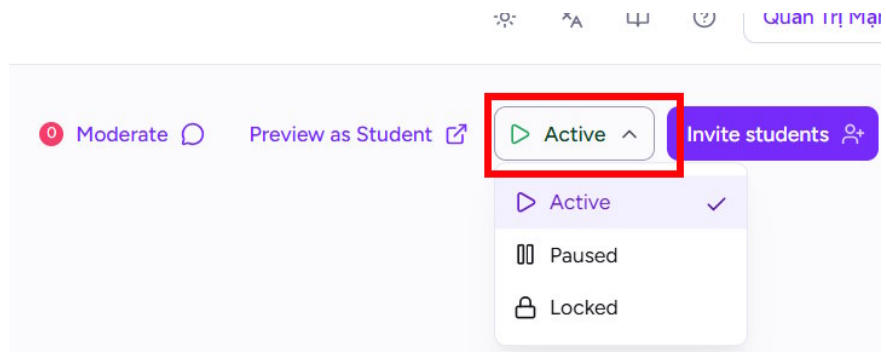 Quản Trị Mạ
0 Moderate Preview as Student Active Invite students
Active
Paused
Locked